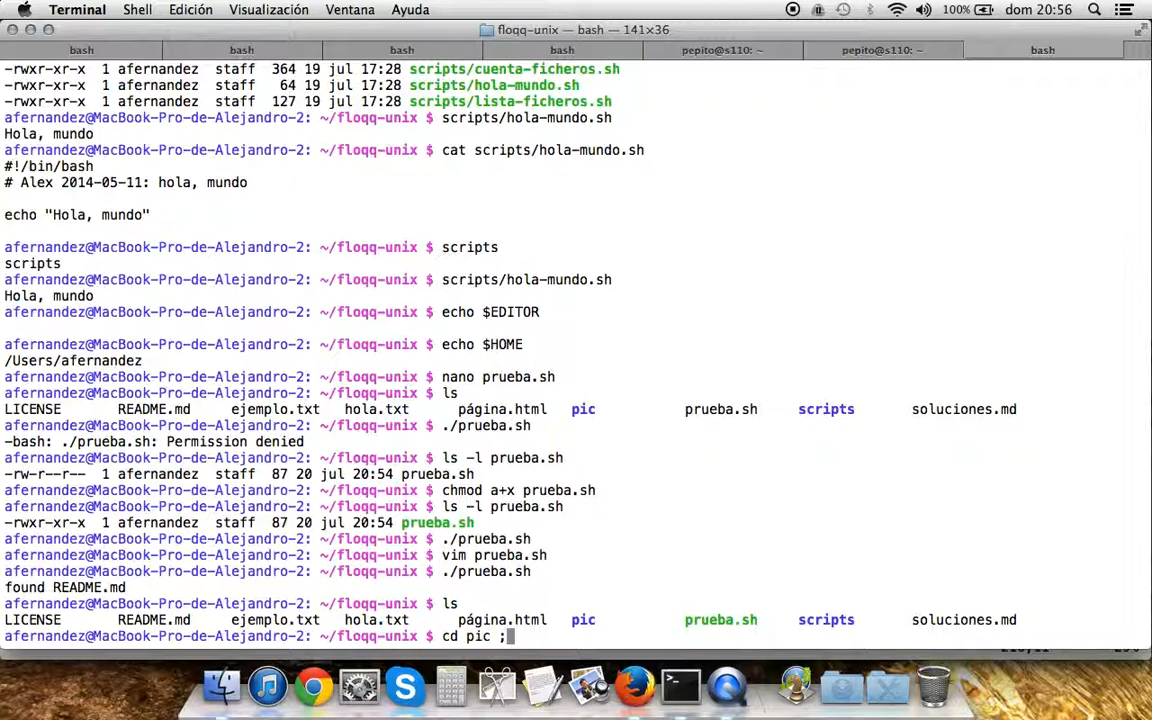 Terminal Shell Edición Visualización Ventana Ayuda 100% dom 20:56
floqq-unix — bash — 141×36
bash bash bash bash pepito@s110: ~ pepito@s110: ~ bash
-rwxr-xr-x 1 afernandez staff 364 19 jul 17:28 scripts/cuenta-ficheros.sh
-rwxr-xr-x 1 afernandez staff 64 19 jul 17:28 scripts/hola-mundo.sh
-rwxr-xr-x 1 afernandez staff 127 19 jul 17:28 scripts/lista-ficheros.sh
afernandez@MacBook-Pro-de-Alejandro-2: ~/floqq-unix $ scripts/hola-mundo.sh
Hola, mundo
afernandez@MacBook-Pro-de-Alejandro-2: ~/floqq-unix $ cat scripts/hola-mundo.sh
#!/bin/bash
# Alex 2014-05-11: hola, mundo
echo "Hola, mundo"
afernandez@MacBook-Pro-de-Alejandro-2: ~/floqq-unix $ scripts
scripts
afernandez@MacBook-Pro-de-Alejandro-2: ~/floqq-unix $ scripts/hola-mundo.sh
Hola, mundo
afernandez@MacBook-Pro-de-Alejandro-2: ~/floqq-unix $ echo $EDITOR
afernandez@MacBook-Pro-de-Alejandro-2: ~/floqq-unix $ echo $HOME
/Users/afernandez
afernandez@MacBook-Pro-de-Alejandro-2: ~/floqq-unix $ nano prueba.sh
afernandez@MacBook-Pro-de-Alejandro-2: ~/floqq-unix $ ls
LICENSE README.md ejemplo.txt hola.txt página.html pic prueba.sh scripts soluciones.md
afernandez@MacBook-Pro-de-Alejandro-2: ~/floqq-unix $ ./prueba.sh
-bash: ./prueba.sh: Permission denied
afernandez@MacBook-Pro-de-Alejandro-2: ~/floqq-unix $ ls -l prueba.sh
-rw-r--r-- 1 afernandez staff 87 20 jul 20:54 prueba.sh
afernandez@MacBook-Pro-de-Alejandro-2: ~/floqq-unix $ chmod a+x prueba.sh
afernandez@MacBook-Pro-de-Alejandro-2: ~/floqq-unix $ ls -l prueba.sh
-rwxr-xr-x 1 afernandez staff 87 20 jul 20:54 prueba.sh
afernandez@MacBook-Pro-de-Alejandro-2: ~/floqq-unix $ ./prueba.sh
afernandez@MacBook-Pro-de-Alejandro-2: ~/floqq-unix $ vim prueba.sh
afernandez@MacBook-Pro-de-Alejandro-2: ~/floqq-unix $ ./prueba.sh
found README.md
afernandez@MacBook-Pro-de-Alejandro-2: ~/floqq-unix $ ls
LICENSE README.md ejemplo.txt hola.txt página.html pic prueba.sh scripts soluciones.md
afernandez@MacBook-Pro-de-Alejandro-2: ~/floqq-unix $ cd pic ;